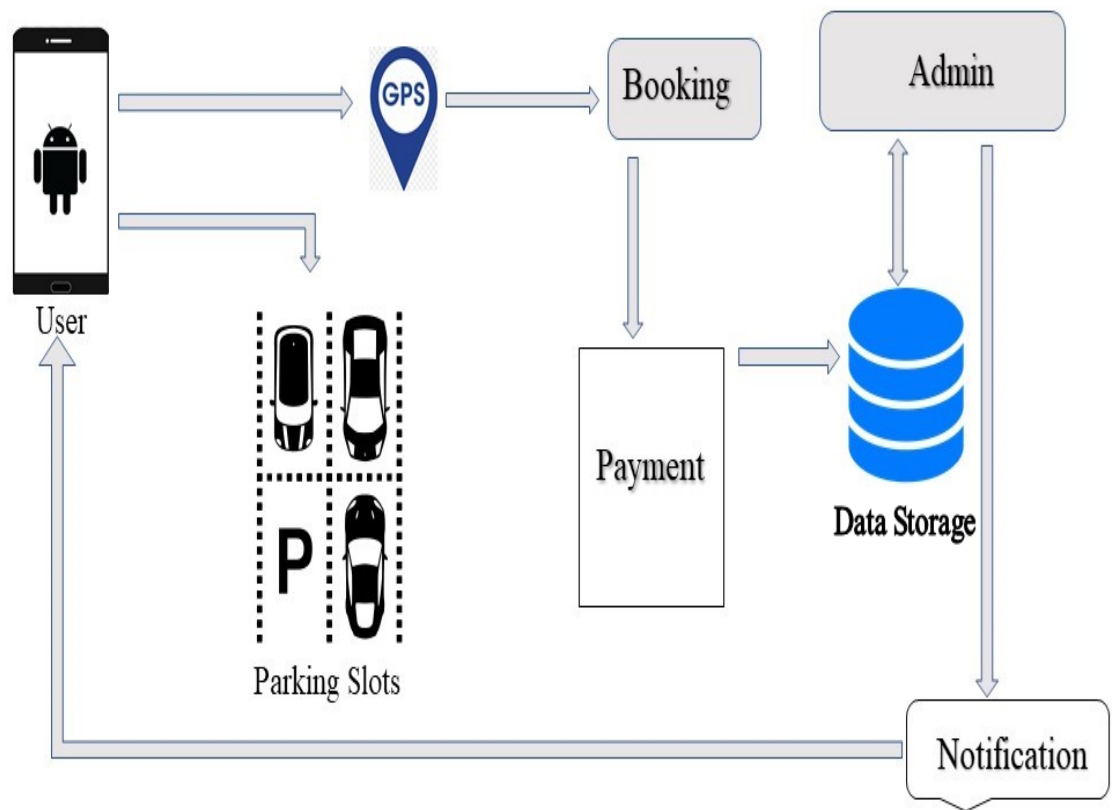 GPS
Booking
Admin
User
Payment
Data Storage
P
Parking Slots
Notification